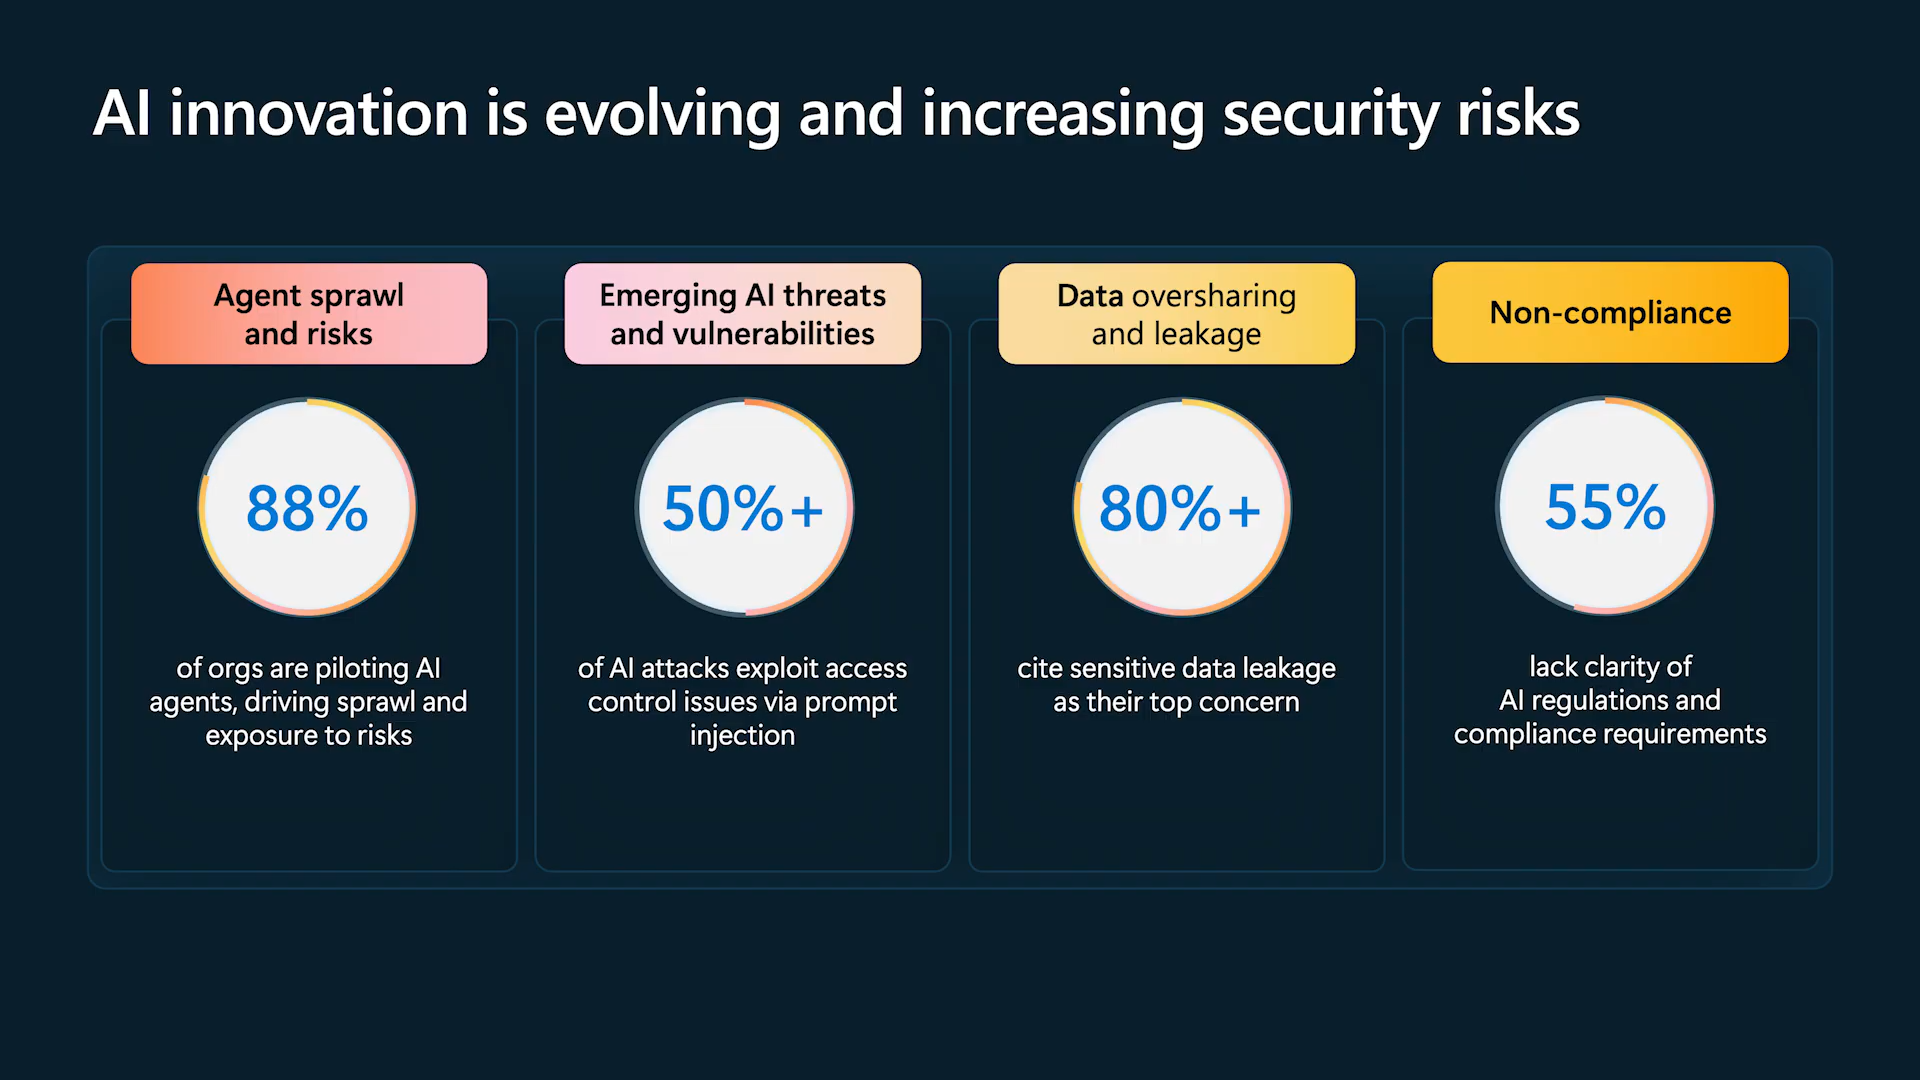 AI innovation is evolving and increasing security risks
Agent sprawl
and risks
88%
of orgs are piloting AI
agents, driving sprawl and
exposure to risks
Emerging AI threats
and vulnerabilities
50%+
of AI attacks exploit access
control issues via prompt
injection
Data oversharing
and leakage
80%+
cite sensitive data leakage
as their top concern
Non-compliance
55%
lack clarity of
AI regulations and
compliance requirements